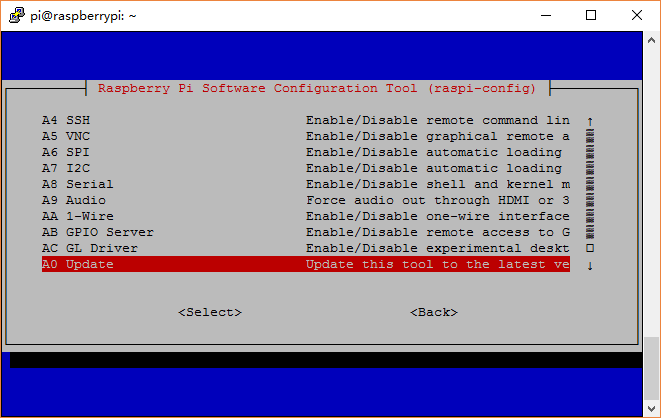 pi@raspberrypi: ~
Raspberry Pi Software Configuration Tool (raspi-config)
A4 SSH Enable/Disable remote command lin
A5 VNC Enable/Disable graphical remote a
A6 SPI Enable/Disable automatic loading
A7 I2C Enable/Disable automatic loading
A8 Serial Enable/Disable shell and kernel m
A9 Audio Force audio out through HDMI or 3
AA 1-Wire Enable/Disable one-wire interface
AB GPIO Server Enable/Disable remote access to G
AC GL Driver Enable/Disable experimental deskt
A0 Update Update this tool to the latest ve
<Select> <Back>